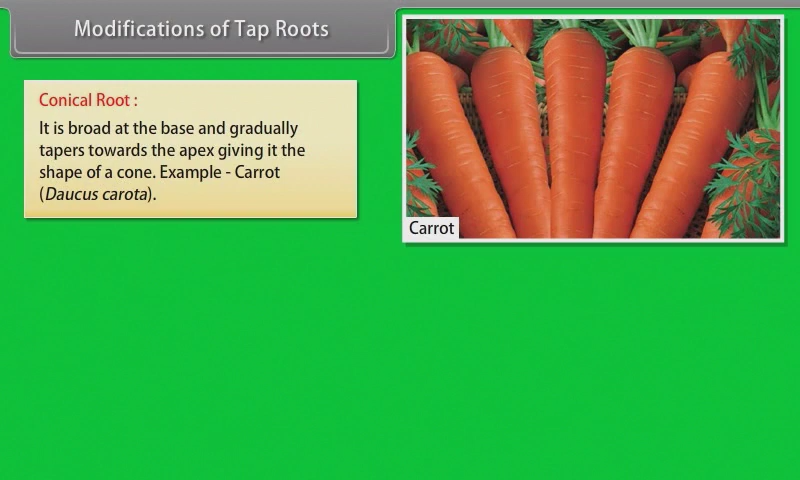 Modifications of Tap Roots
Conical Root :
It is broad at the base and gradually
tapers towards the apex giving it the
shape of a cone. Example - Carrot
(Daucus carota).
Carrot